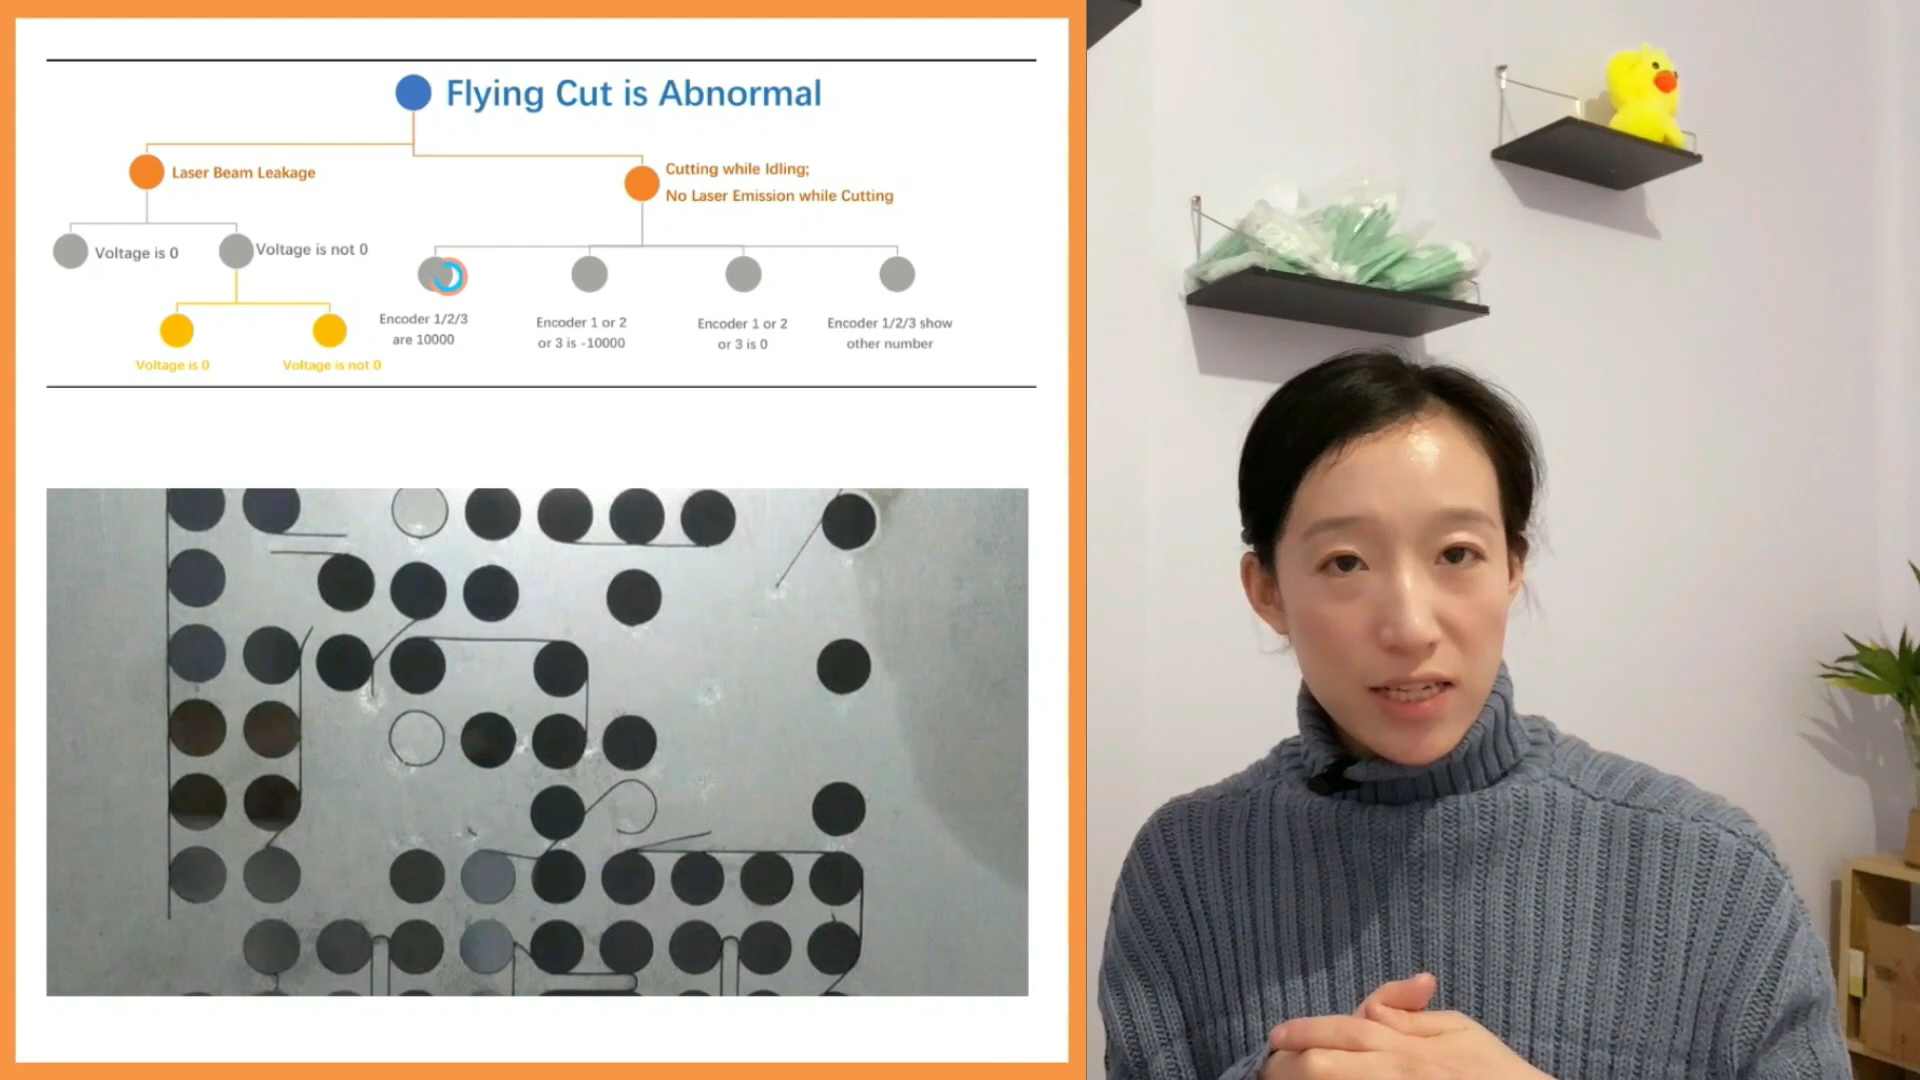 Flying Cut is Abnormal
Laser Beam Leakage
Cutting while Idling;
No Laser Emission while Cutting
Voltage is 0
Voltage is not 0
Encoder 1/2/3
are 10000
Encoder 1 or 2
or 3 is -10000
Encoder 1 or 2
or 3 is 0
Encoder 1/2/3 show
other number
Voltage is 0
Voltage is not 0